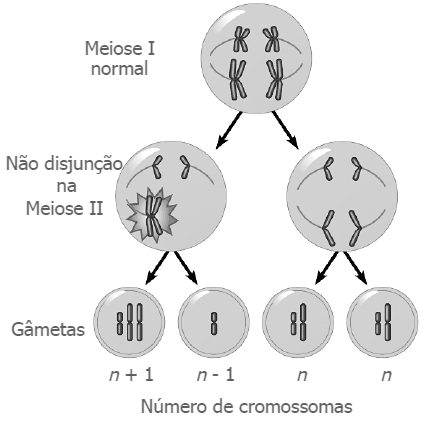 Meiose I
normal
Não disjunção
na
Meiose II
Gâmetas
n + 1
n - 1
n
n
Número de cromossomas